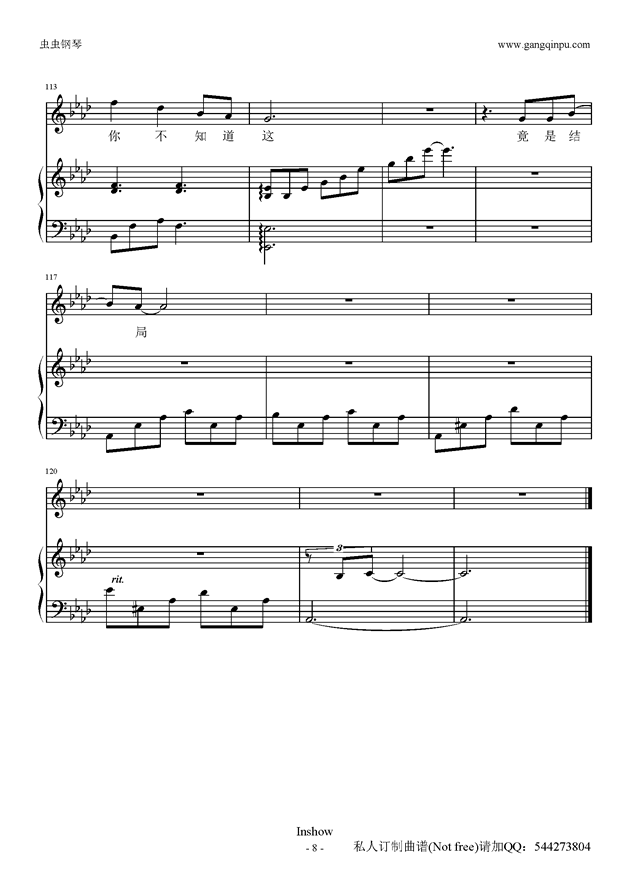 虫虫钢琴 www.gangqinpu.com
113
你 不 知 道 这 竟 是 结
117
局
120
3
rit.
Inshow
- 8 - 私人订制曲谱(Not free)请加QQ：544273804